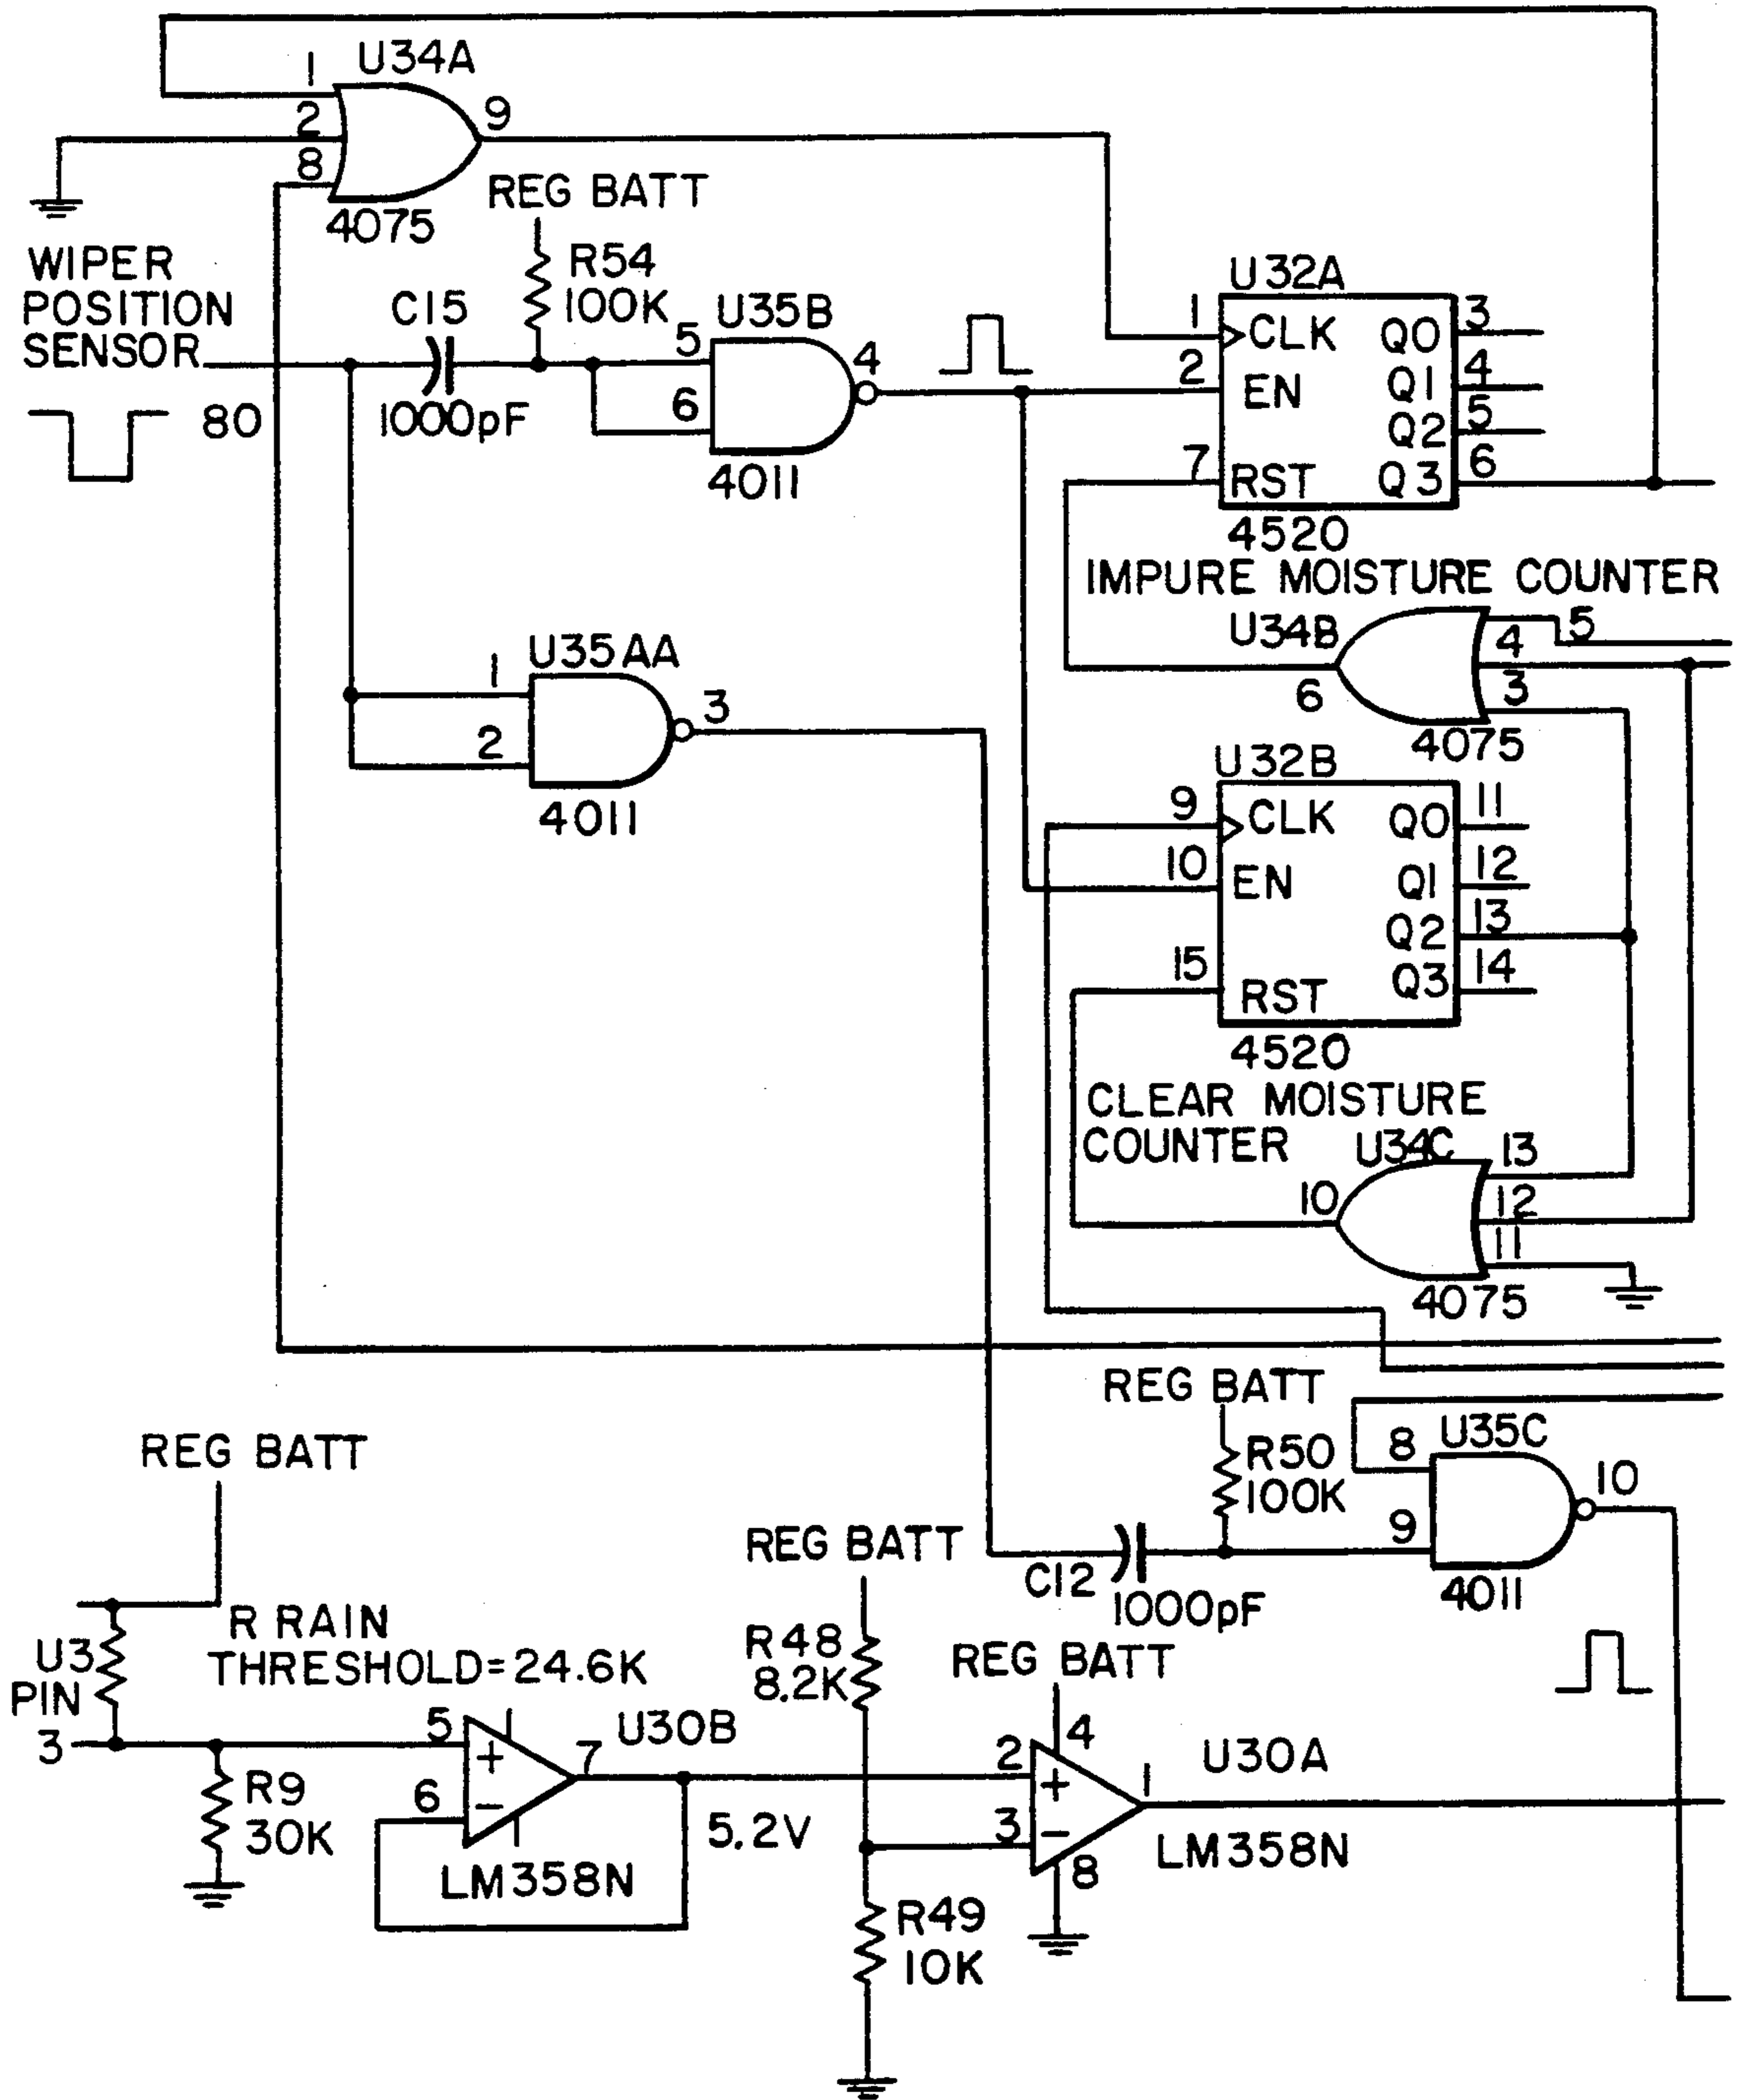 U34A
1
2
8
9
4075
REG BATT
R54
100K
WIPER
POSITION
SENSOR
80
C15
1000pF
U35B
5
6
4
4011
U32A
1
2
7
CLK
EN
RST
Q0
Q1
Q2
Q3
3
4
5
6
4520
IMPURE MOISTURE COUNTER
U34B
5
4
3
6
4075
U35AA
1
2
3
4011
U32B
9
10
15
CLK
EN
RST
Q0
Q1
Q2
Q3
11
12
13
14
4520
CLEAR MOISTURE
COUNTER
U34C
13
12
11
10
4075
REG BATT
R50
100K
U35C
8
9
10
4011
C12
1000pF
REG BATT
U3
PIN
3
R RAIN
THRESHOLD=24.6K
R9
30K
5
6
7
+
−
U30B
LM358N
REG BATT
R48
8.2K
5.2V
R49
10K
REG BATT
4
2
3
+
−
8
1
U30A
LM358N